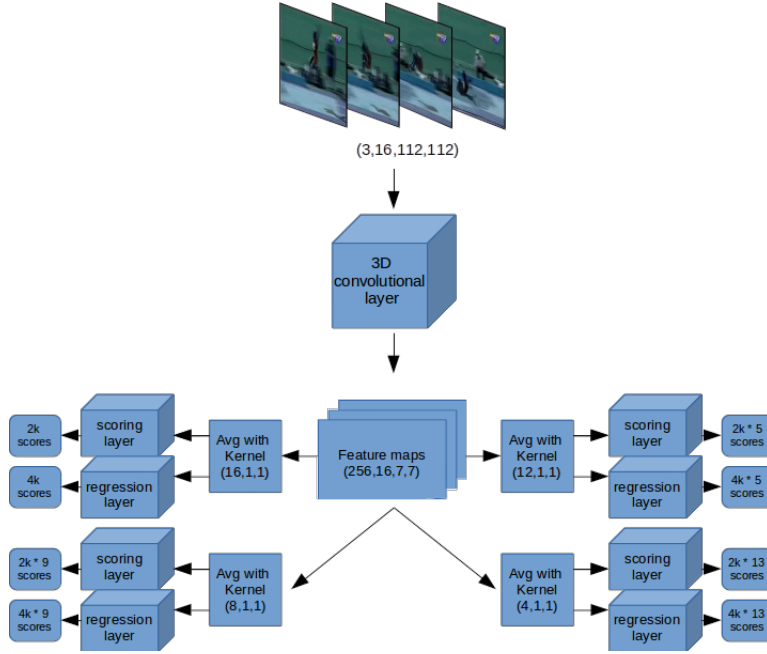 (3,16,112,112)
3D
convolutional
layer
Feature maps
(256,16,7,7)
Avg with
Kernel
(16,1,1)
scoring
layer
2k
scores
regression
layer
4k
scores
Avg with
Kernel
(12,1,1)
scoring
layer
2k * 5
scores
regression
layer
4k * 5
scores
Avg with
Kernel
(8,1,1)
scoring
layer
2k * 9
scores
regression
layer
4k * 9
scores
Avg with
Kernel
(4,1,1)
scoring
layer
2k * 13
scores
regression
layer
4k * 13
scores